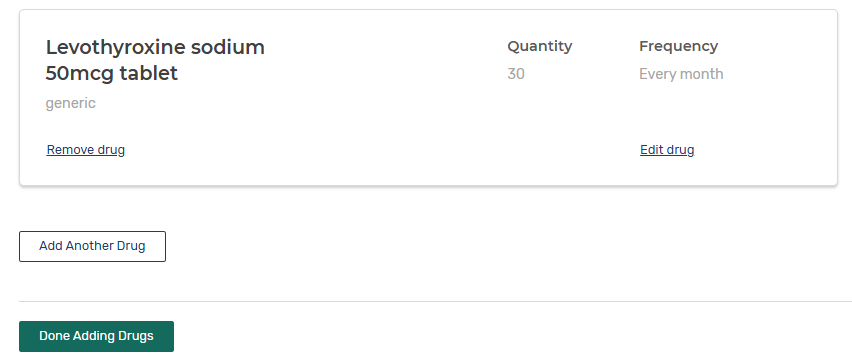 Levothyroxine sodium
50mcg tablet
generic
Quantity
30
Frequency
Every month
Remove drug
Edit drug
Add Another Drug
Done Adding Drugs